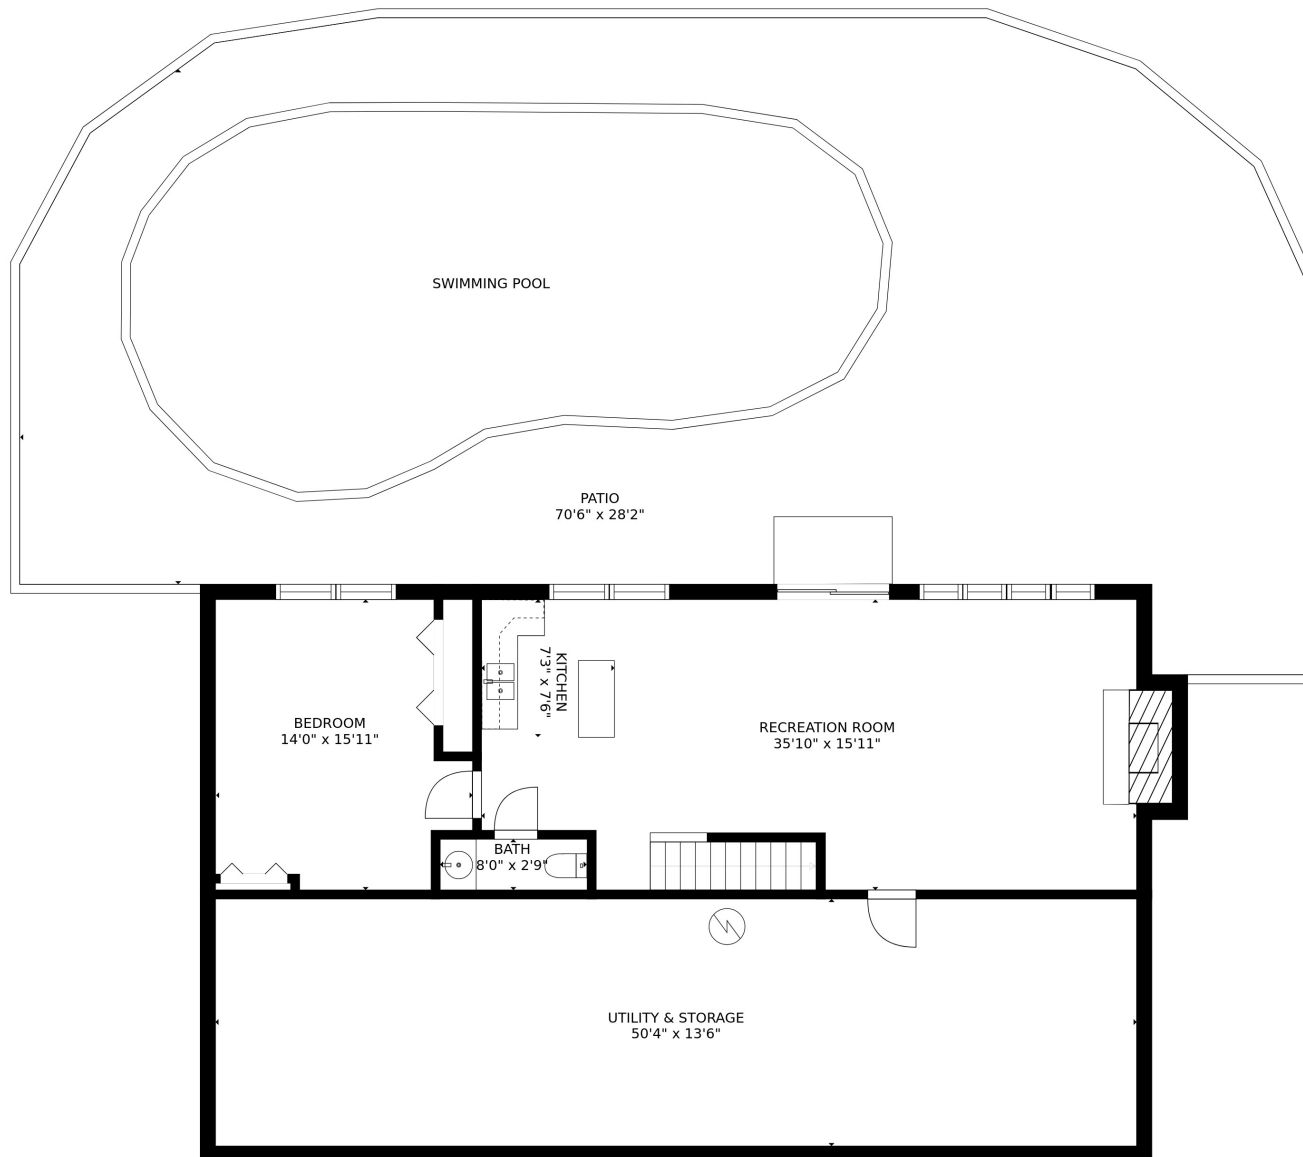 SWIMMING POOL
PATIO
70'6" x 28'2"
KITCHEN
7'3" x 7'6"
BEDROOM
14'0" x 15'11"
RECREATION ROOM
35'10" x 15'11"
BATH
8'0" x 2'9"
UTILITY & STORAGE
50'4" x 13'6"